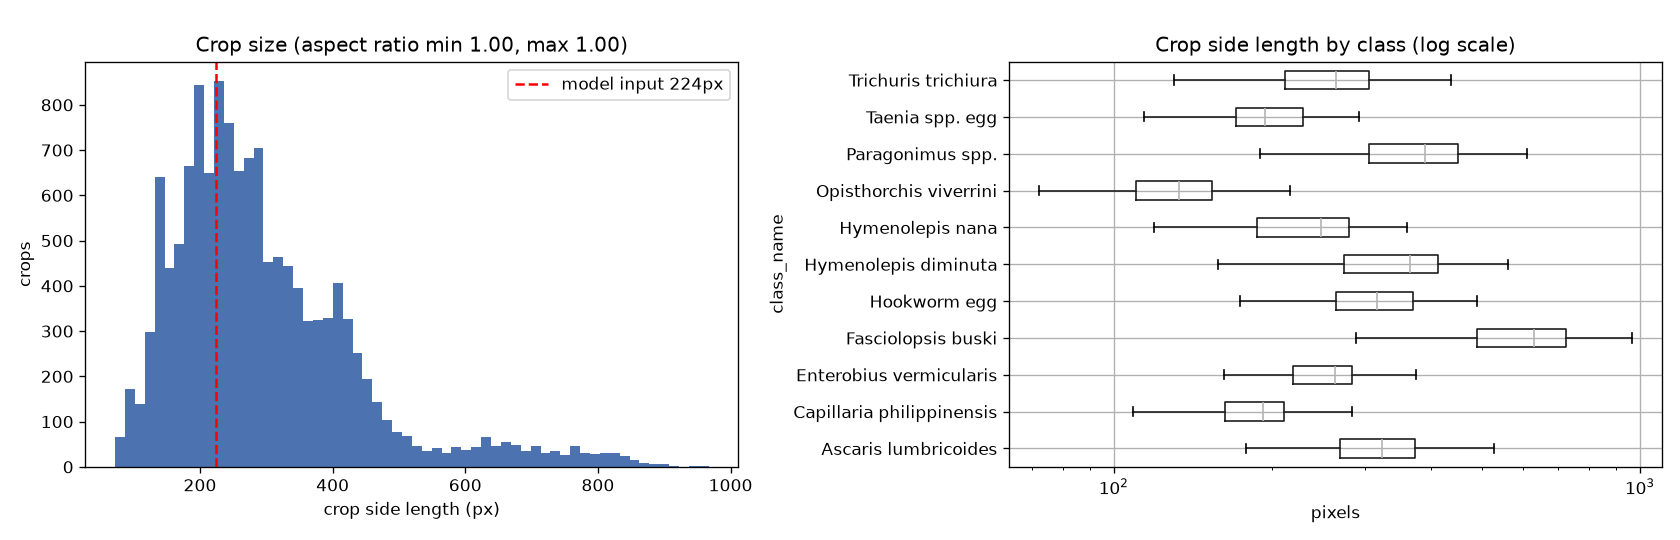 Crop size (aspect ratio min 1.00, max 1.00)
model input 224px
crops
800
700
600
500
400
300
200
100
0
200 400 600 800 1000
crop side length (px)
Crop side length by class (log scale)
class_name
Trichuris trichiura
Taenia spp. egg
Paragonimus spp.
Opisthorchis viverrini
Hymenolepis nana
Hymenolepis diminuta
Hookworm egg
Fasciolopsis buski
Enterobius vermicularis
Capillaria philippinensis
Ascaris lumbricoides
10² 10³
pixels